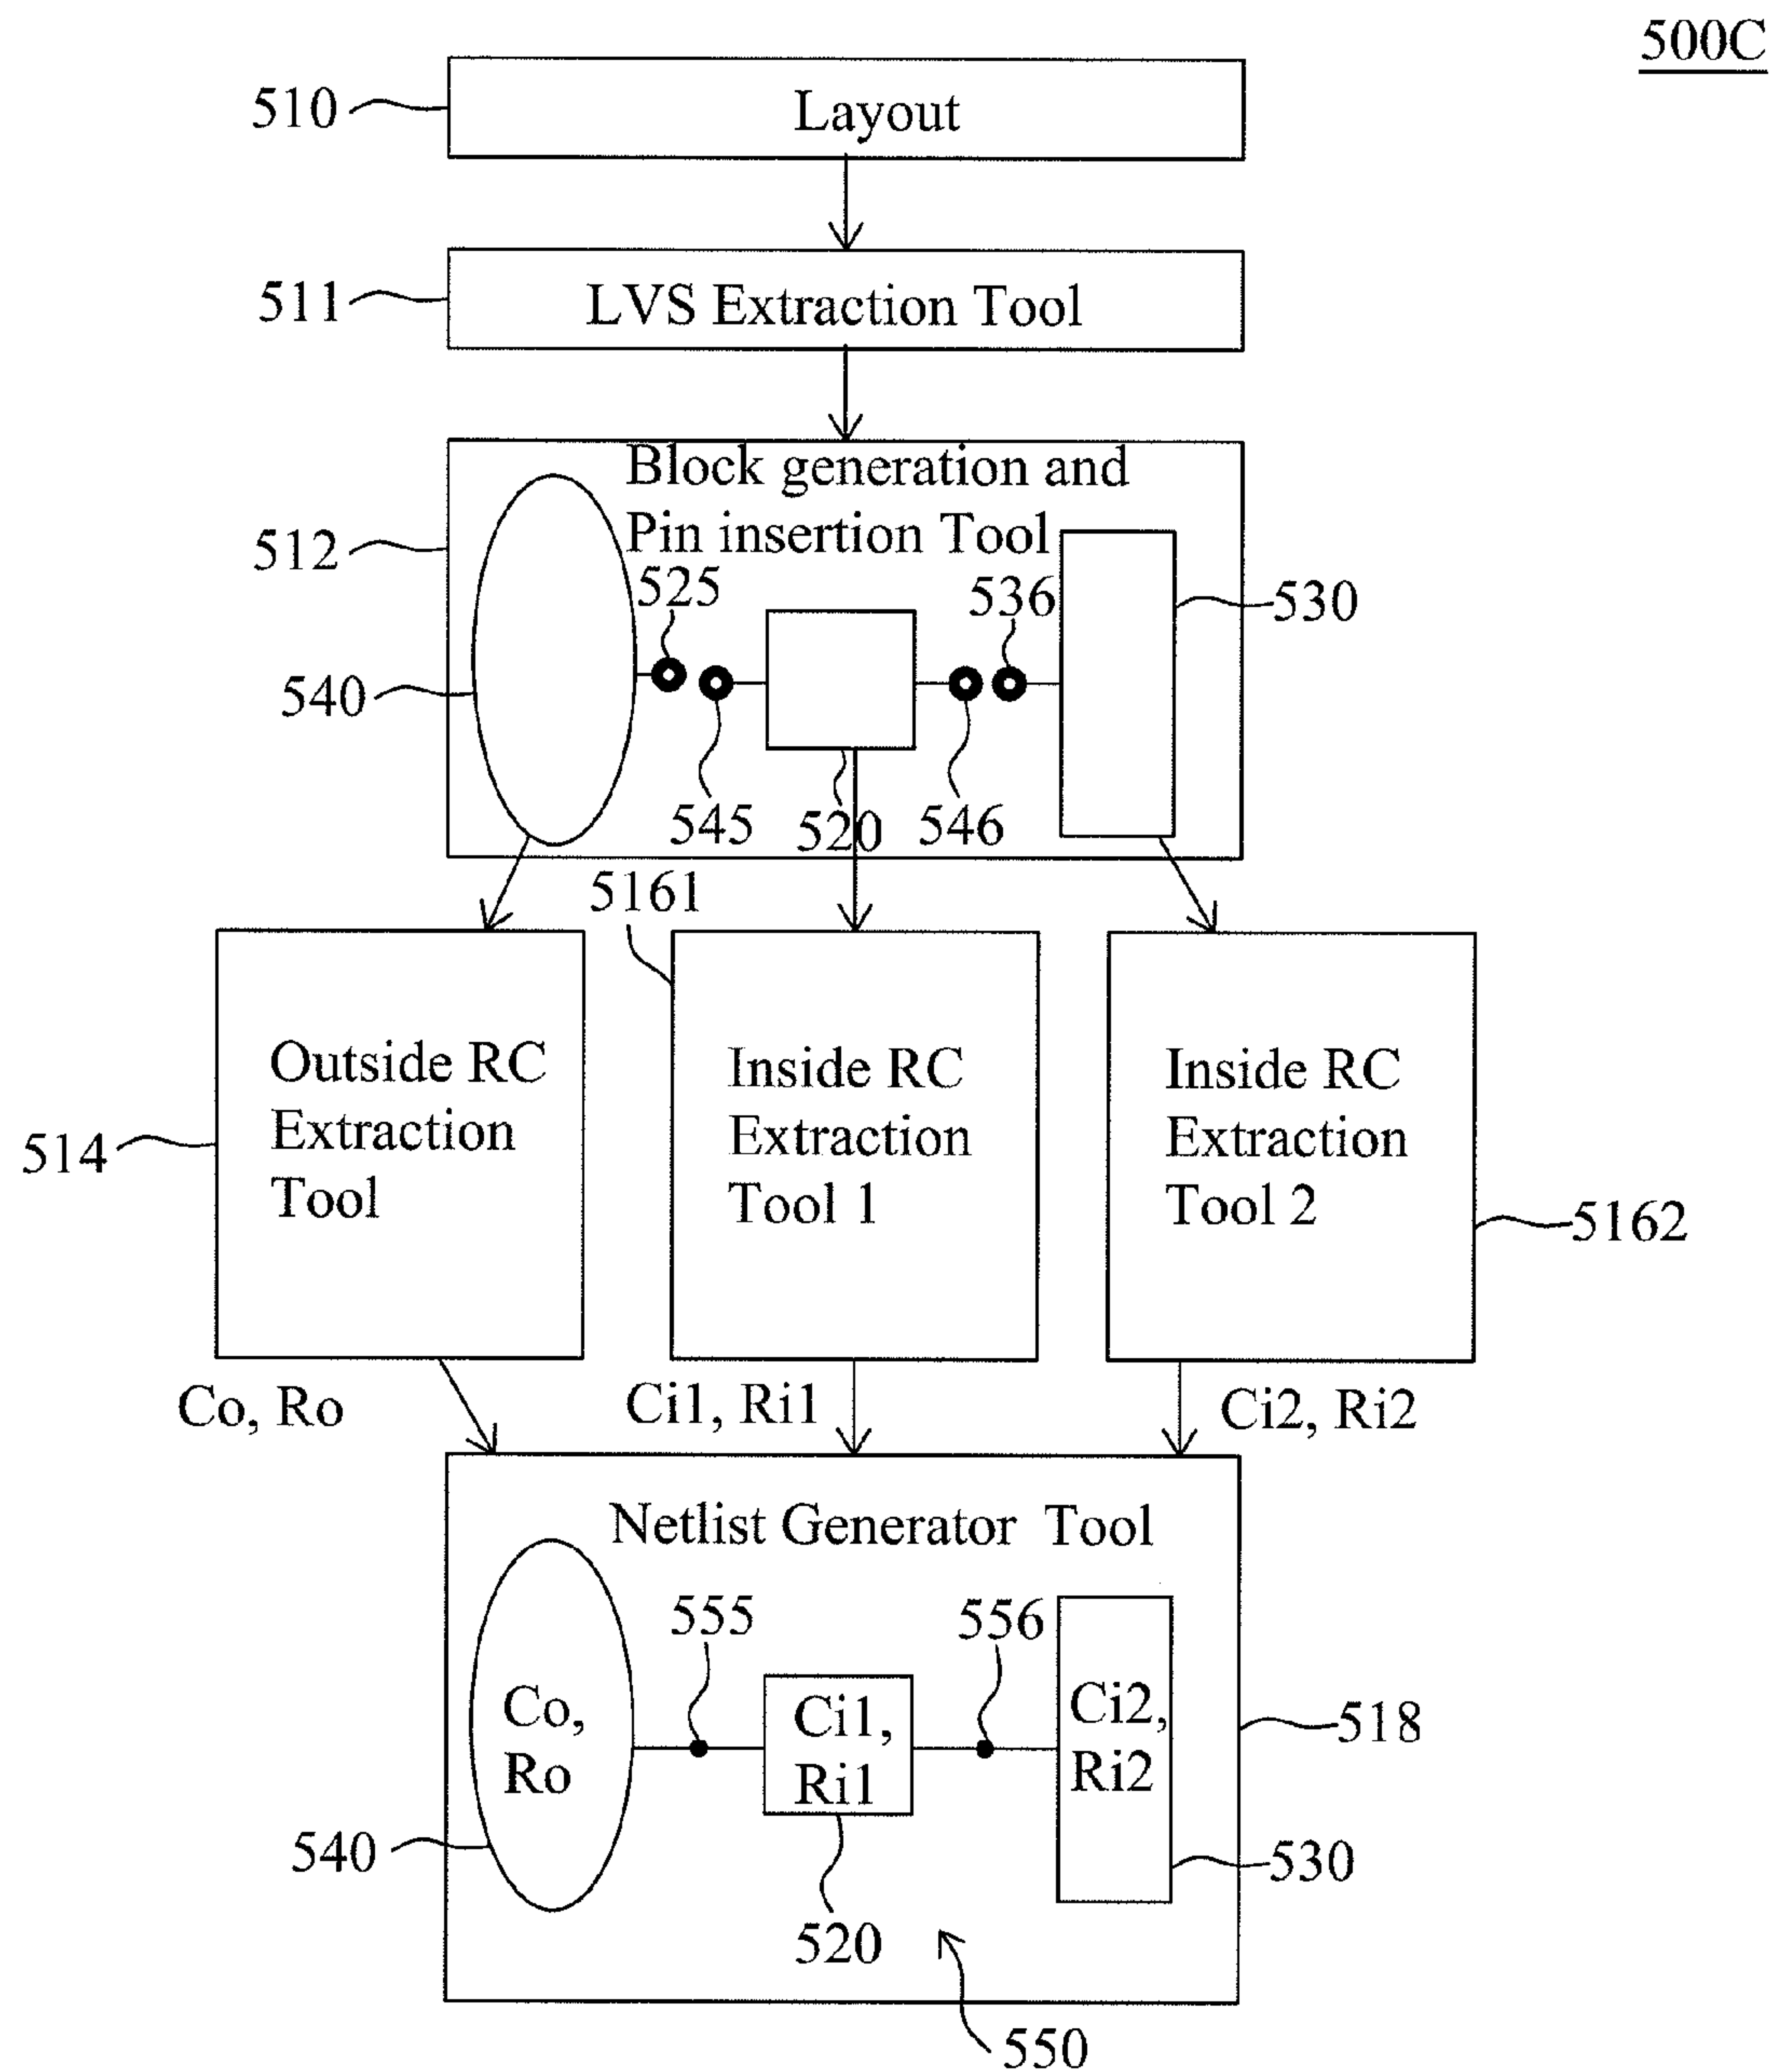 500C
510
Layout
511
LVS Extraction Tool
Block generation and
Pin insertion Tool
512
525
536
530
540
545
520
546
5161
Outside RC
Extraction
Tool
Inside RC
Extraction
Tool 1
Inside RC
Extraction
Tool 2
514
5162
Co, Ro
Ci1, Ri1
Ci2, Ri2
Netlist Generator Tool
555
556
Co,
Ro
Ci1,
Ri1
Ci2,
Ri2
518
540
520
530
550